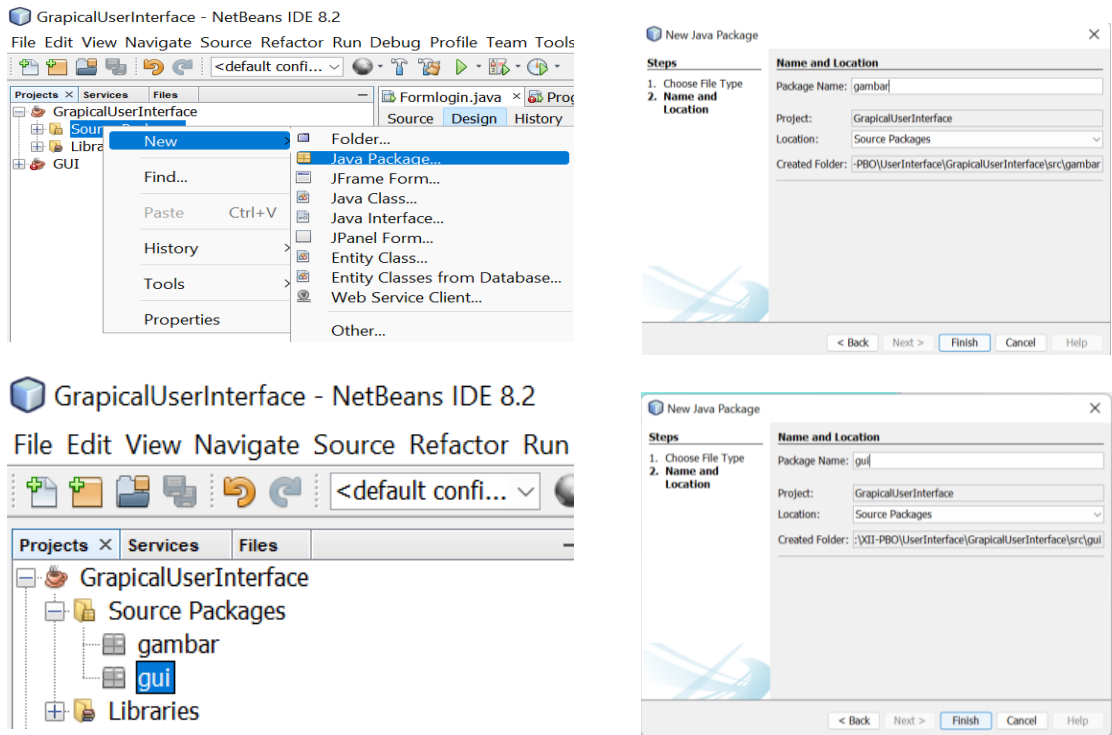 GrapicalUserInterface - NetBeans IDE 8.2
File Edit View Navigate Source Refactor Run Debug Profile Team Tools
<default confi...
Projects × Services Files
Formlogin.java ×
GrapicalUserInterface
Source Design History
New
Folder...
Java Package...
GUI
Find...
JFrame Form...
Java Class...
Paste Ctrl+V
Java Interface...
JPanel Form...
History
Entity Class...
Tools
Entity Classes from Database...
Web Service Client...
Properties
Other...
New Java Package
Steps
1. Choose File Type
2. Name and
Location
Name and Location
Package Name: gambar
Project: GrapicalUserInterface
Location: Source Packages
Created Folder: -PBO\UserInterface\GrapicalUserInterface\src\gambar
< Back Next > Finish Cancel Help
GrapicalUserInterface - NetBeans IDE 8.2
File Edit View Navigate Source Refactor Run
<default confi...
Projects × Services Files
GrapicalUserInterface
Source Packages
gambar
gui
Libraries
New Java Package
Steps
1. Choose File Type
2. Name and
Location
Name and Location
Package Name: gui
Project: GrapicalUserInterface
Location: Source Packages
Created Folder: :\XII-PBO\UserInterface\GrapicalUserInterface\src\gui
< Back Next > Finish Cancel Help